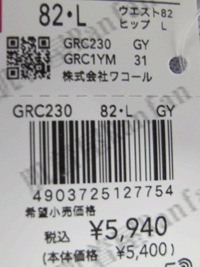 82・L ウエスト82
ヒップ L
GRC230 GY
GRC1YM 31
株式会社ワコール
GRC230 82・L GY
4903725127754
希望小売価格
税込 ¥5,940
(本体価格 ¥5,400)